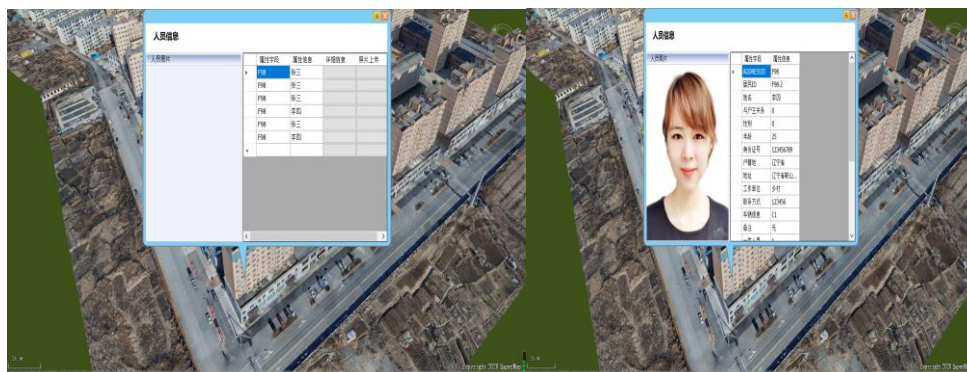 人员信息
人员照片
属性字段 属性信息 详细信息 照片上传
F98 张三
F98 张三
F98 张三
F98 李四
F98 张三
F98 李四
Copyright 2020 SuperMap
人员信息
人员照片
属性字段 属性信息
ADDRESSID F98
居民ID F98-2
姓名 李四
与户主关系 0
性别 0
年龄 25
身份证号 123456789
户籍地 辽宁省
地址 辽宁省鞍山...
工作单位 乡村
联系方式 123456
车辆信息 C1
备注 无
Copyright 2020 SuperMap